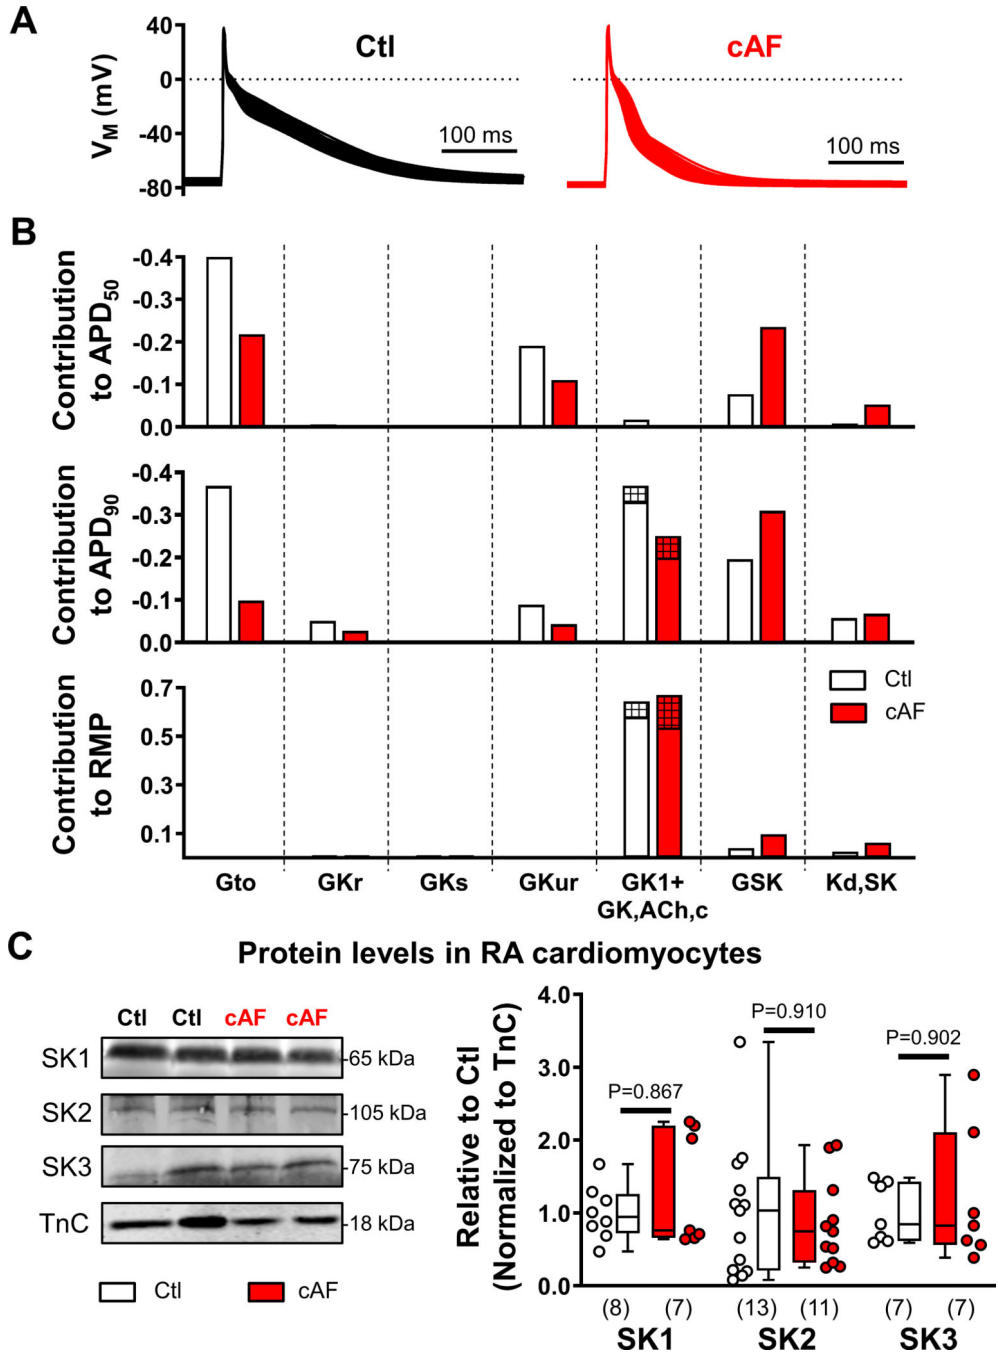 A
Ctl
cAF
V_M (mV)
40
0
-40
-80
100 ms
100 ms
B
Contribution
to APD50
-0.4
-0.3
-0.2
-0.1
0.0
Contribution
to APD90
-0.4
-0.3
-0.2
-0.1
0.0
Contribution
to RMP
0.7
0.5
0.3
0.1
Ctl
cAF
Gto
GKr
GKs
GKur
GK1+
GK,ACh,c
GSK
Kd,SK
C
Protein levels in RA cardiomyocytes
Ctl Ctl cAF cAF
SK1 -65 kDa
SK2 -105 kDa
SK3 -75 kDa
TnC -18 kDa
Ctl
cAF
Relative to Ctl
(Normalized to TnC)
4.0
3.0
2.0
1.0
0.0
P=0.867
P=0.910
P=0.902
(8) (7) (13) (11) (7) (7)
SK1 SK2 SK3